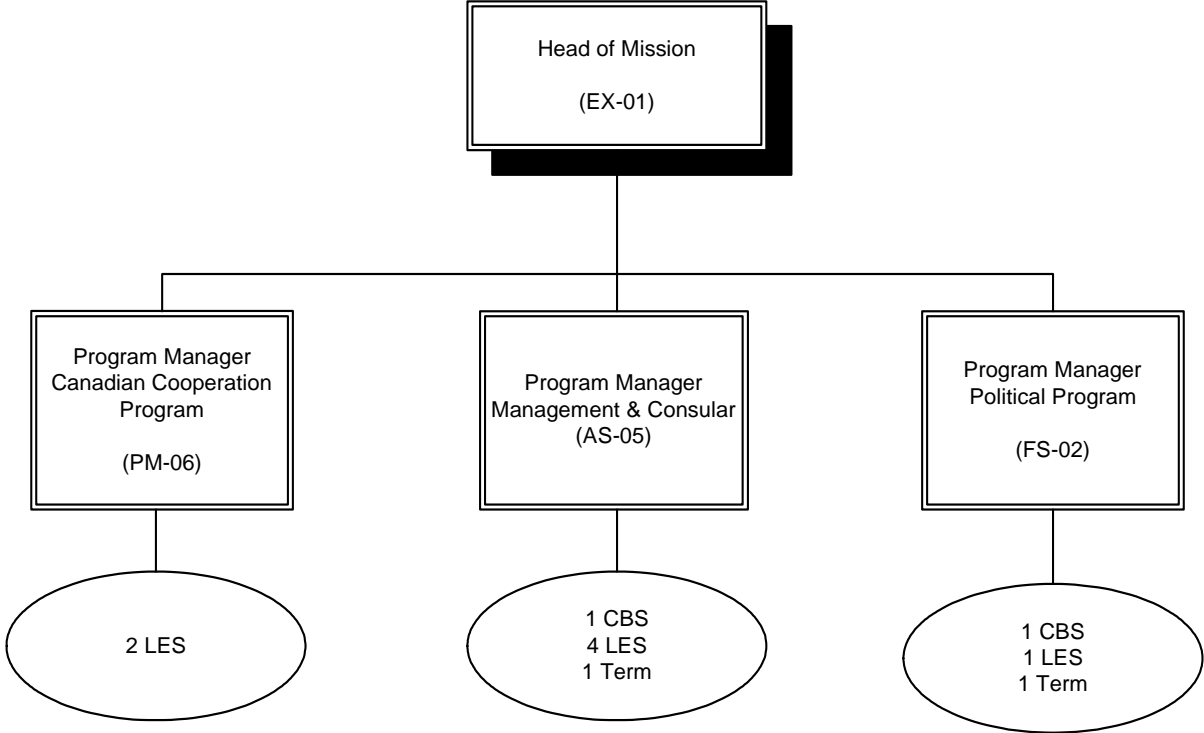 Head of Mission
(EX-01)
Program Manager
Canadian Cooperation
Program
(PM-06)
Program Manager
Management & Consular
(AS-05)
Program Manager
Political Program
(FS-02)
2 LES
1 CBS
4 LES
1 Term
1 CBS
1 LES
1 Term